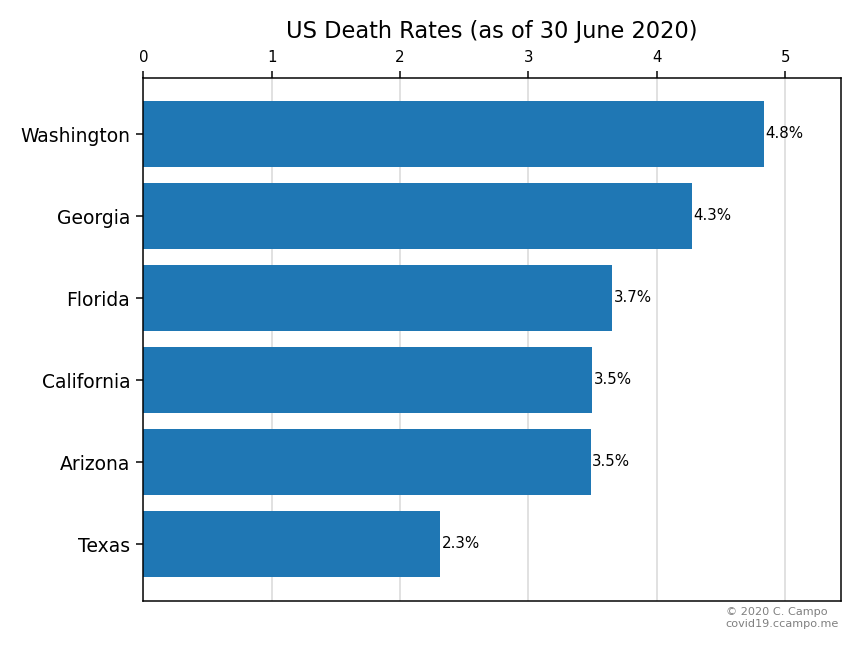 US Death Rates (as of 30 June 2020)
0 1 2 3 4 5
Washington 4.8%
Georgia 4.3%
Florida 3.7%
California 3.5%
Arizona 3.5%
Texas 2.3%
© 2020 C. Campo
covid19.ccampo.me